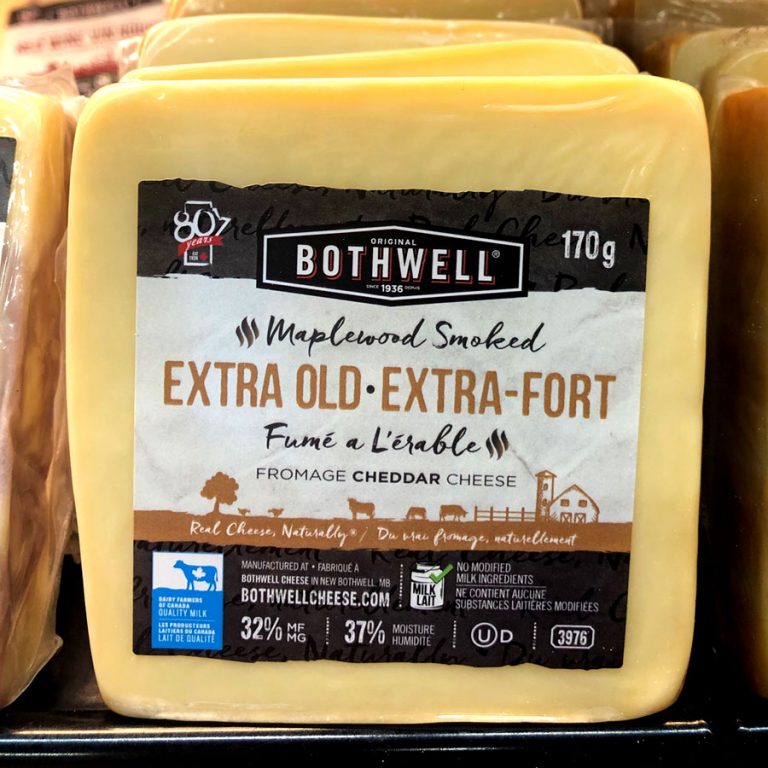 80
years
ORIGINAL
BOTHWELL®
SINCE 1936 DEPUIS
170g
Maplewood Smoked
EXTRA OLD • EXTRA-FORT
Fumé a L'érable
FROMAGE CHEDDAR CHEESE
Real Cheese, Naturally® / Du vrai fromage, naturellement
DAIRY FARMERS
OF CANADA
QUALITY MILK
LES PRODUCTEURS
LAITIERS DU CANADA
LAIT DE QUALITÉ
MANUFACTURED AT • FABRIQUÉ À
BOTHWELL CHEESE IN NEW BOTHWELL, MB
BOTHWELLCHEESE.COM
MILK
LAIT
NO MODIFIED
MILK INGREDIENTS
NE CONTIENT AUCUNE
SUBSTANCES LAITIÈRES MODIFIÉES
32% MF
MG
37% MOISTURE
HUMIDITÉ
U D
3976